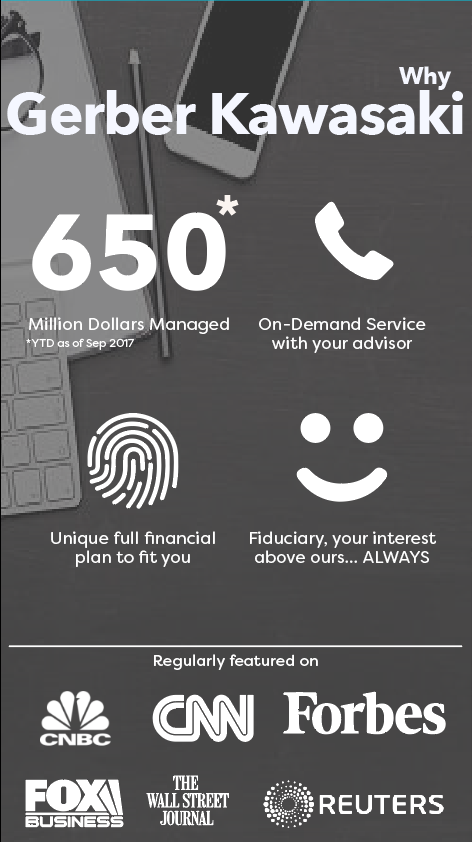 Why
Gerber Kawasaki
650*
Million Dollars Managed
*YTD as of Sep 2017
On-Demand Service
with your advisor
Unique full financial
plan to fit you
Fiduciary, your interest
above ours... ALWAYS
Regularly featured on
CNBC
CNN
Forbes
FOX
BUSINESS
THE
WALL STREET
JOURNAL
REUTERS